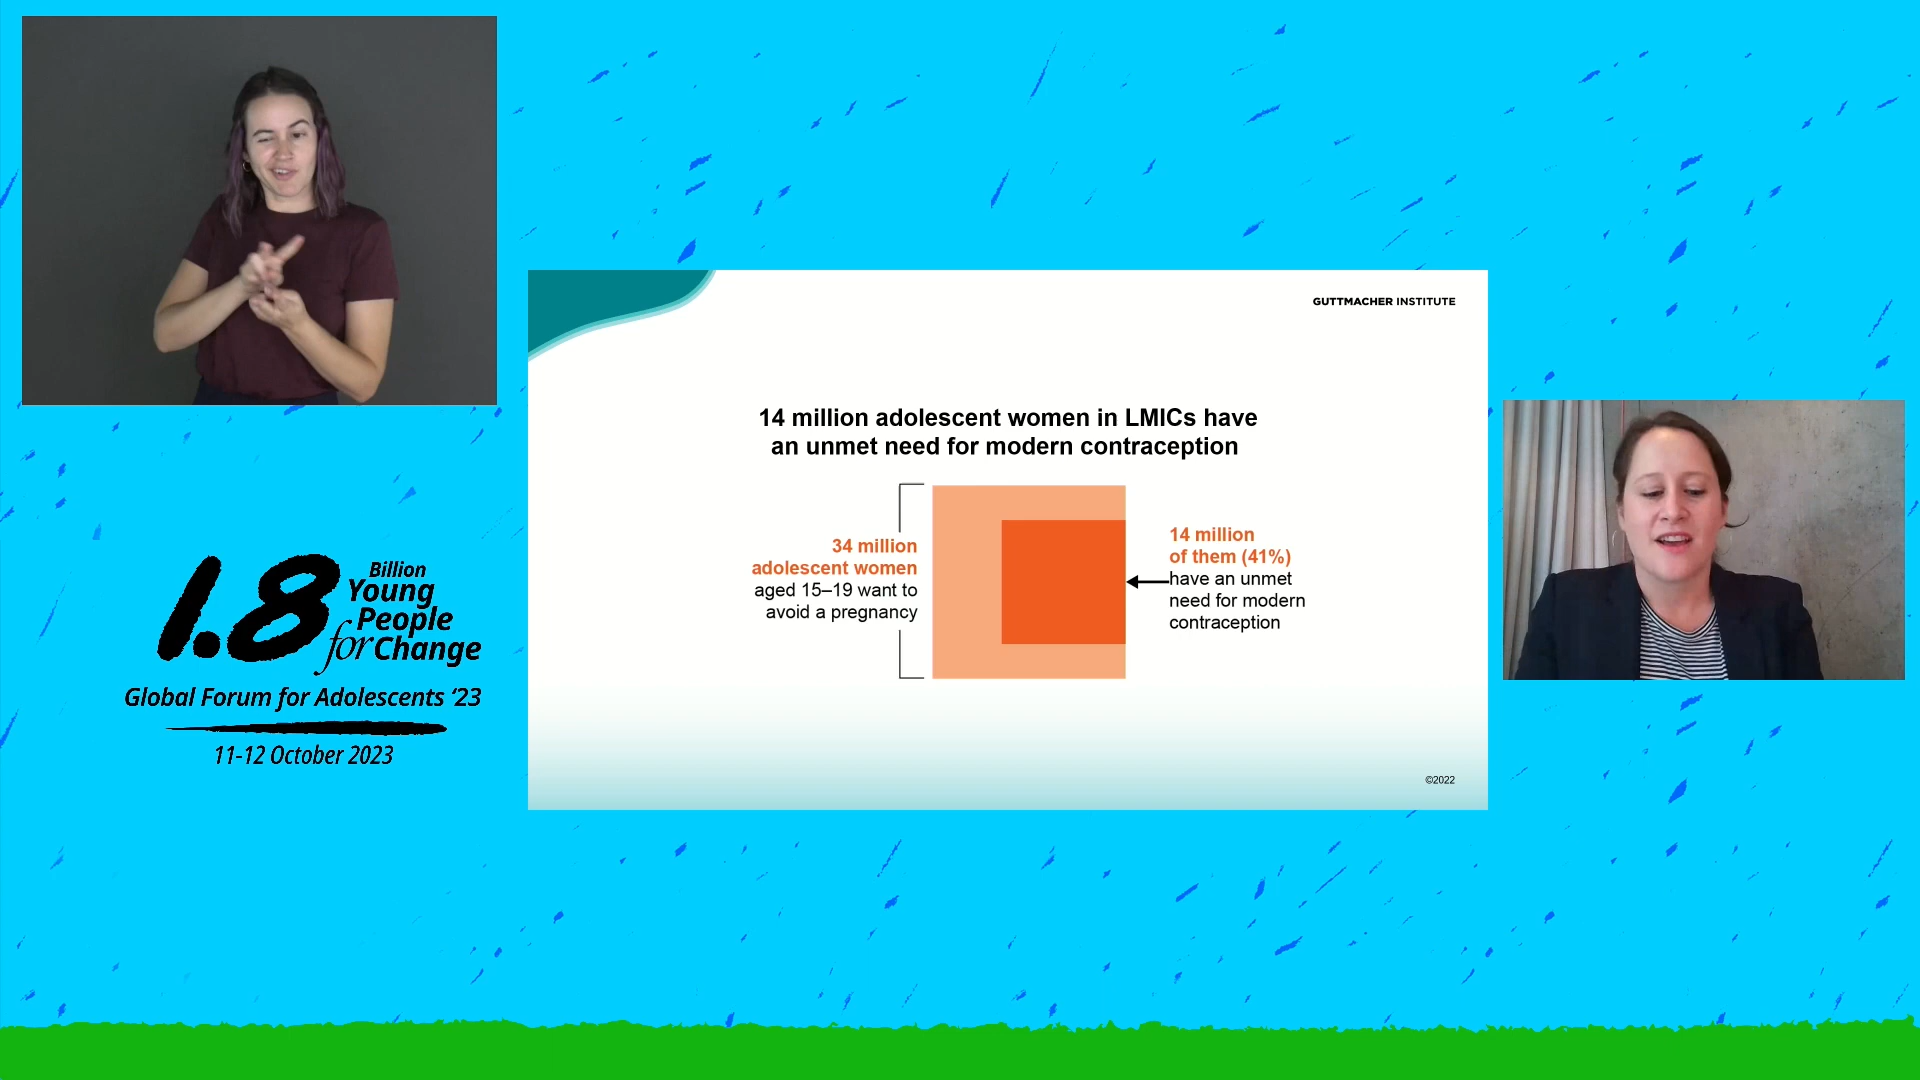 GUTTMACHER INSTITUTE
14 million adolescent women in LMICs have
an unmet need for modern contraception
34 million
adolescent women
aged 15–19 want to
avoid a pregnancy
14 million
of them (41%)
have an unmet
need for modern
contraception
©2022
1.8 Billion
Young
People
for Change
Global Forum for Adolescents ‘23
11-12 October 2023